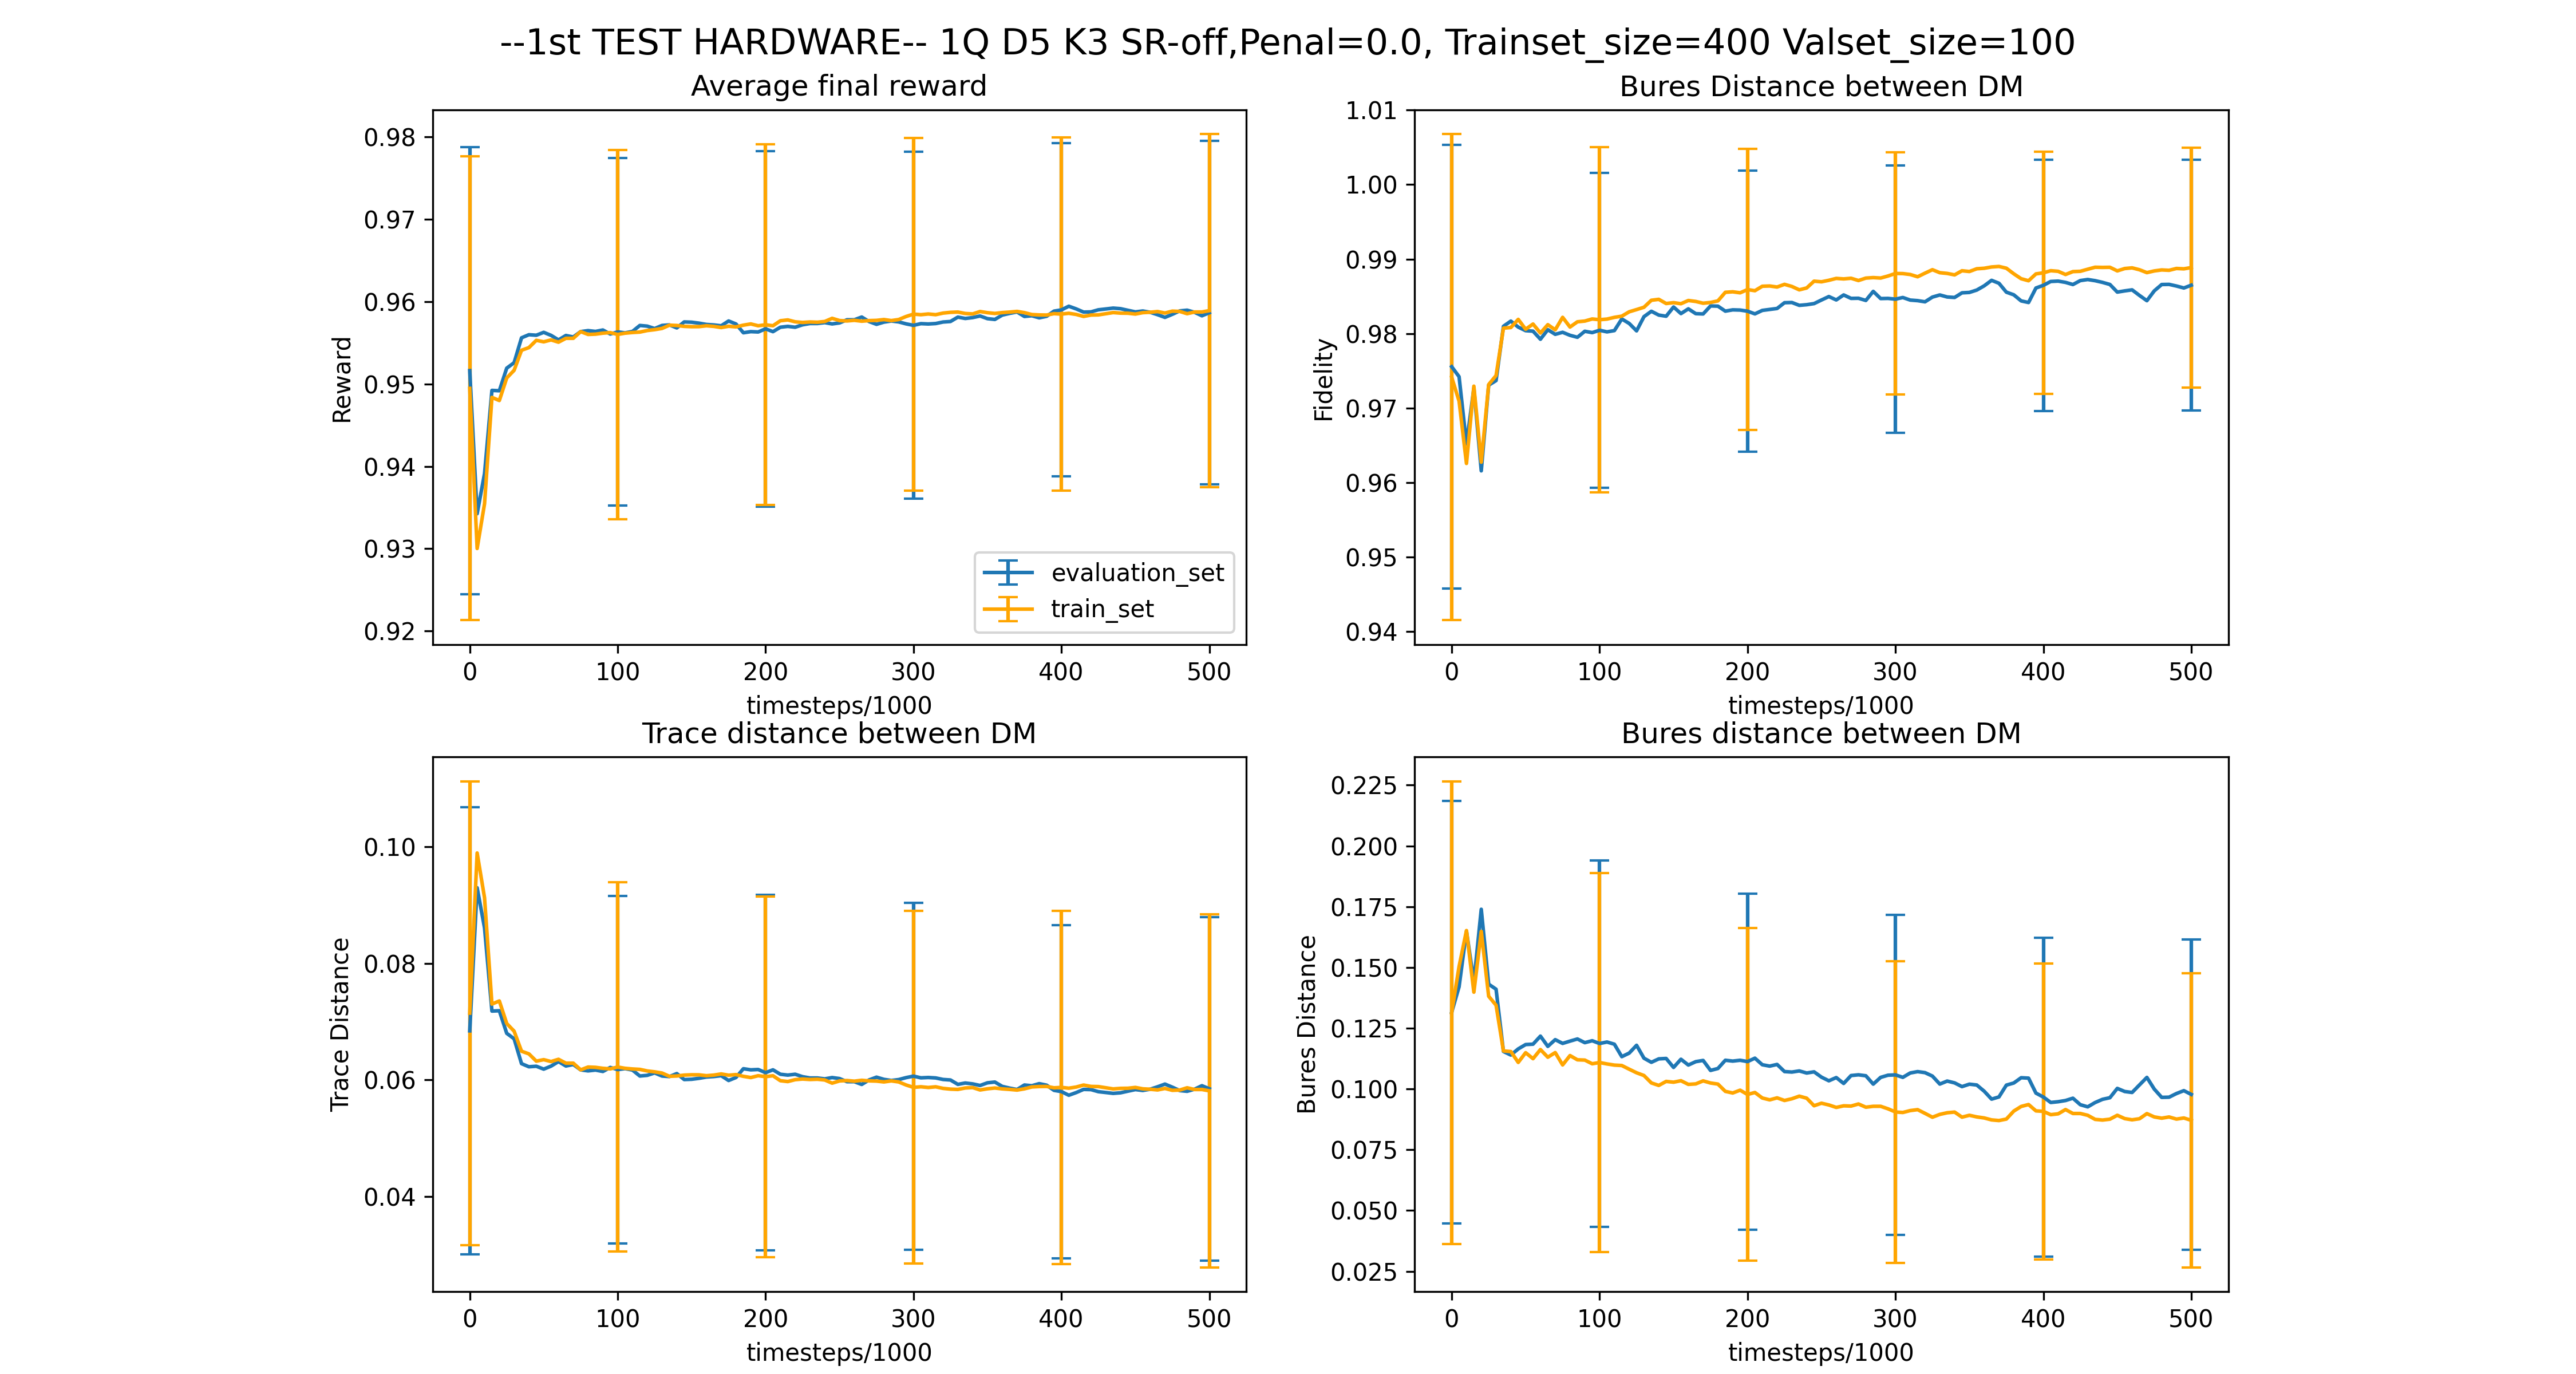 --1st TEST HARDWARE-- 1Q D5 K3 SR-off,Penal=0.0, Trainset_size=400 Valset_size=100
Average final reward
0.98
0.97
0.96
0.95
0.94
0.93
0.92
Reward
evaluation_set
train_set
0 100 200 300 400 500
timesteps/1000
Bures Distance between DM
1.01
1.00
0.99
0.98
0.97
0.96
0.95
0.94
Fidelity
0 100 200 300 400 500
timesteps/1000
Trace distance between DM
0.10
0.08
0.06
0.04
Trace Distance
0 100 200 300 400 500
timesteps/1000
Bures distance between DM
0.225
0.200
0.175
0.150
0.125
0.100
0.075
0.050
0.025
Bures Distance
0 100 200 300 400 500
timesteps/1000